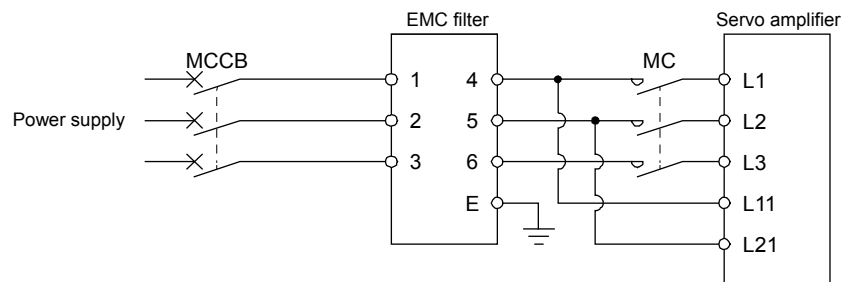 EMC filter
Servo amplifier
MCCB
MC
1
4
L1
Power supply
2
5
L2
3
6
L3
E
L11
L21